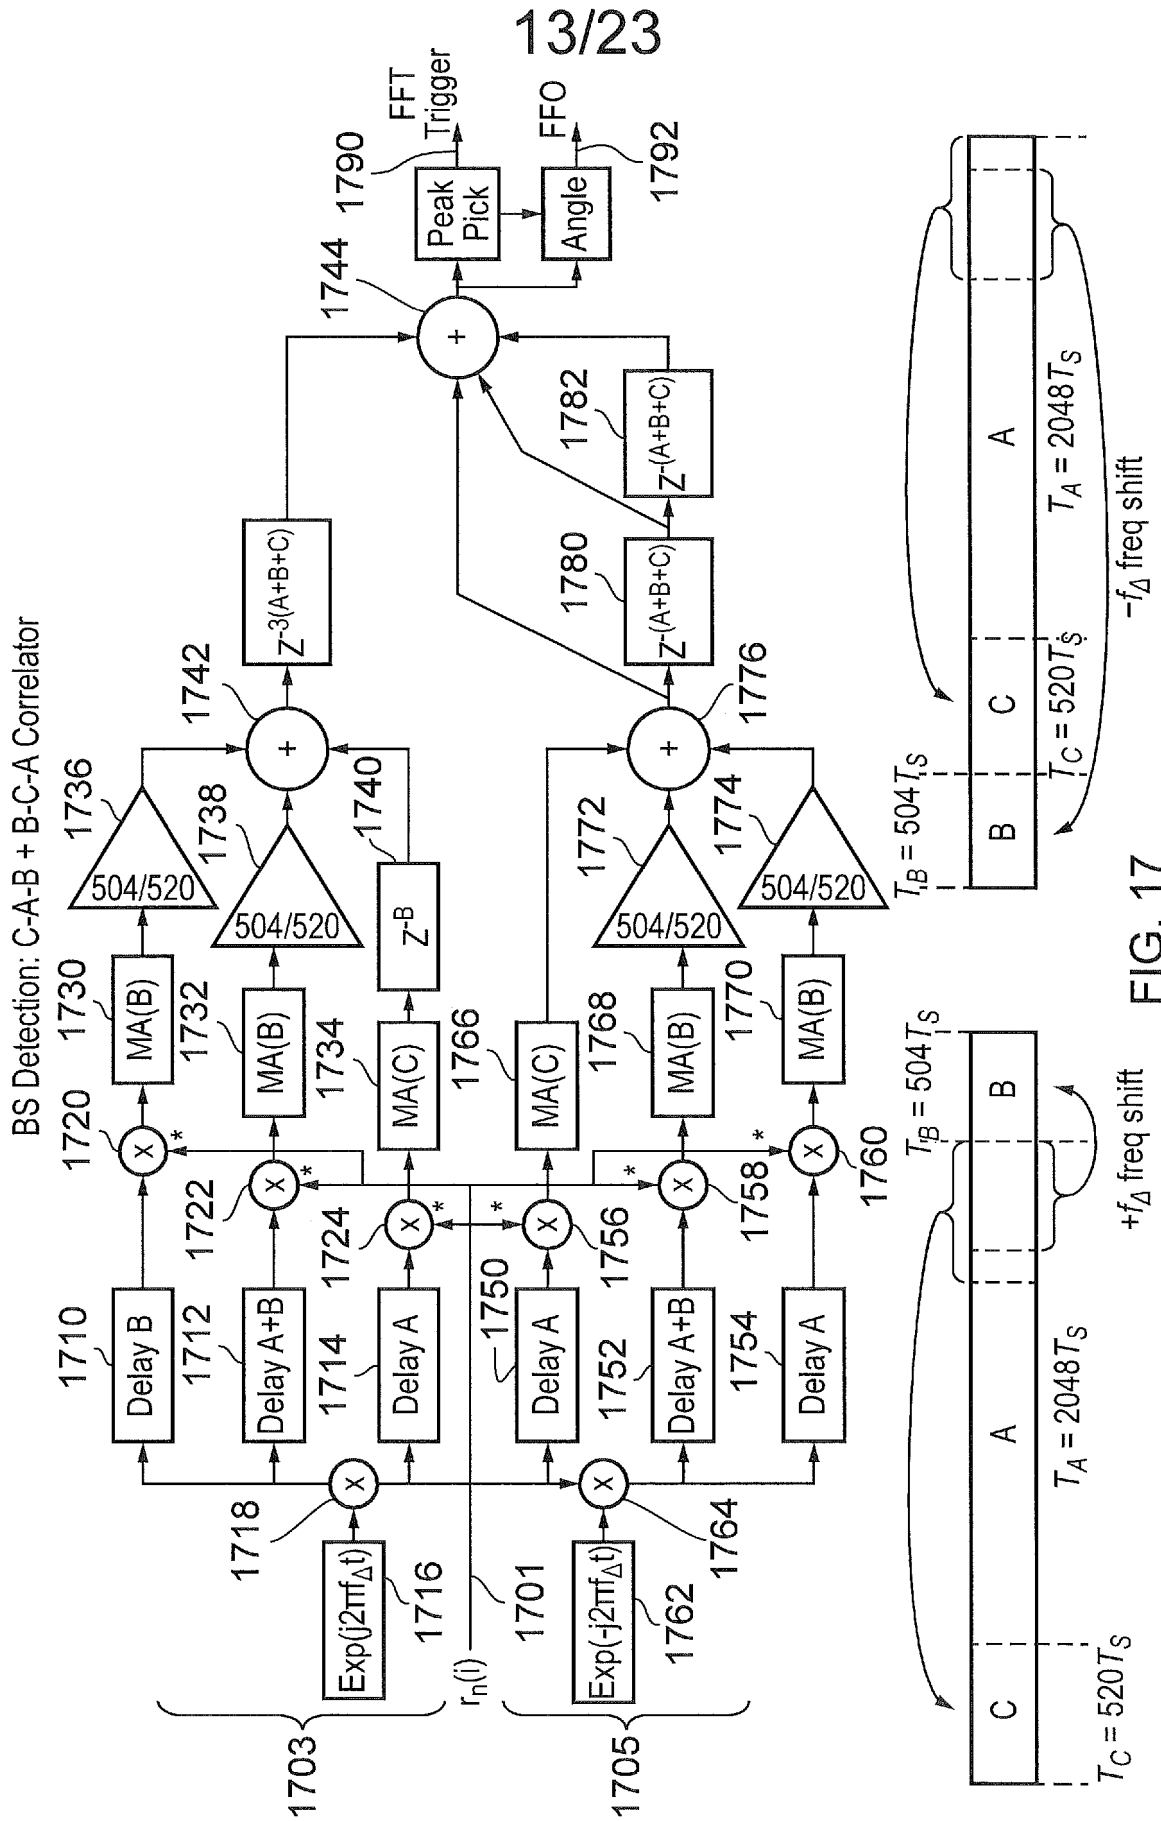 13/23
BS Detection: C-A-B + B-C-A Correlator
1703
1705
Exp(j2πf_Δt)
1716
r_n(i)
1701
Exp(-j2πf_Δt)
1762
1718
X
X
1764
1710
Delay B
1712
Delay A+B
1714
Delay A
1750
Delay A
1752
Delay A+B
1754
Delay A
1720
X
*
1722
X
*
1724
X
*
*
X
1756
*
X
1758
*
X
1760
1730
MA(B)
1732
MA(B)
1734
MA(C)
1766
MA(C)
1768
MA(B)
1770
MA(B)
1736
504/520
1738
504/520
1740
Z^-B
1772
504/520
1774
504/520
1742
+
+
1776
Z^-3(A+B+C)
1780
Z^-(A+B+C)
1782
Z^-(A+B+C)
1744
+
Peak
Pick
1790
FFT
Trigger
Angle
FFO
1792
C
A
B
T_C = 520T_S
T_A = 2048T_S
T_B = 504T_S
+f_Δ freq shift
B
C
A
T_B = 504T_S
T_C = 520T_S
T_A = 2048T_S
-f_Δ freq shift
FIG. 17